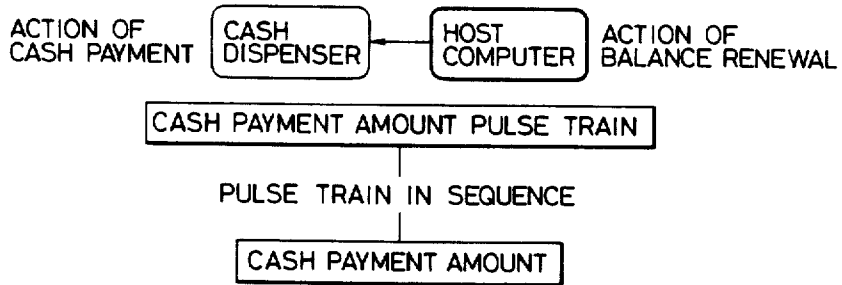 ACTION OF
CASH PAYMENT
CASH
DISPENSER
HOST
COMPUTER
ACTION OF
BALANCE RENEWAL
CASH PAYMENT AMOUNT PULSE TRAIN
PULSE TRAIN IN SEQUENCE
CASH PAYMENT AMOUNT